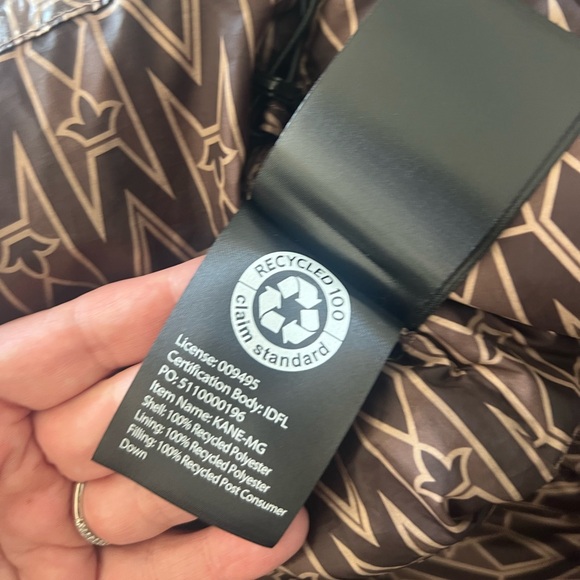 RECYCLED 100
claim standard
License: 009495
Certification Body: IDFL
PO: 5110000196
Item Name: KANE-MG
Shell: 100% Recycled Polyester
Lining: 100% Recycled Polyester
Filling: 100% Recycled Post Consumer
Down